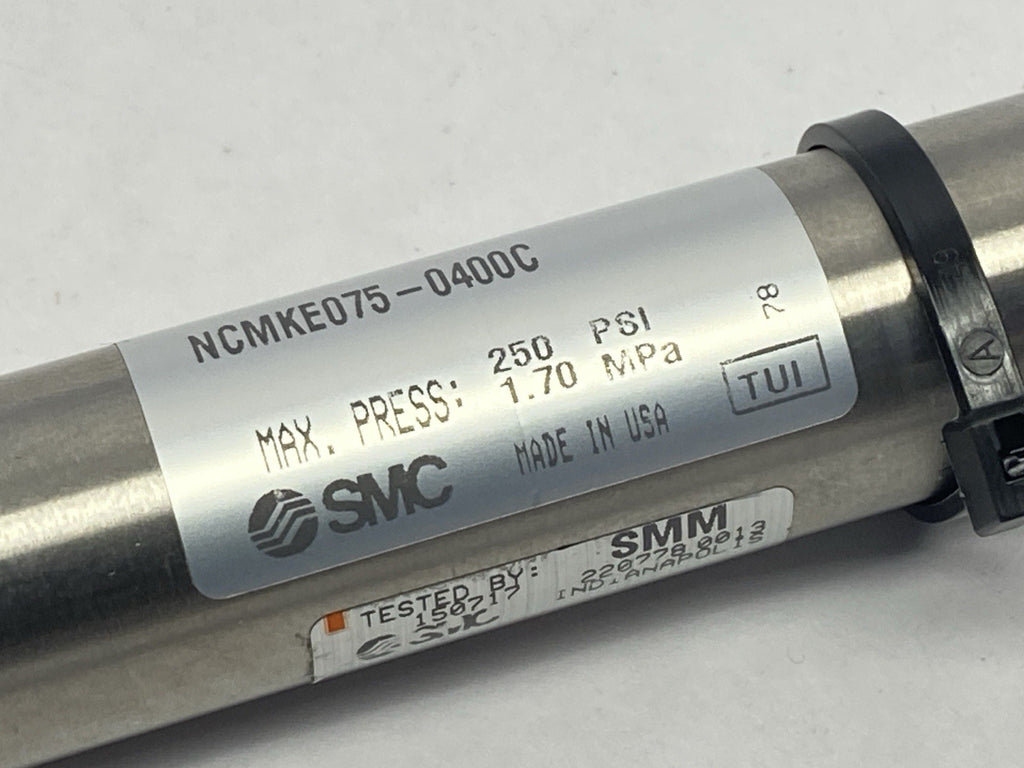 NCMKE075-0400C
MAX. PRESS: 250 PSI
1.70 MPa
78
TUI
SMC MADE IN USA
TESTED BY: SMM
150717 220778.0013
SMC INDIANAPOLIS
A